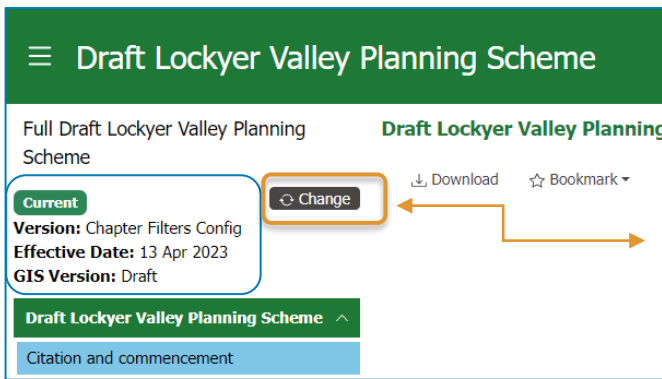 Draft Lockyer Valley Planning Scheme
Full Draft Lockyer Valley Planning
Scheme
Current
Change
Version: Chapter Filters Config
Effective Date: 13 Apr 2023
GIS Version: Draft
Draft Lockyer Valley Planning Scheme
Citation and commencement
Draft Lockyer Valley Planning
Download
Bookmark